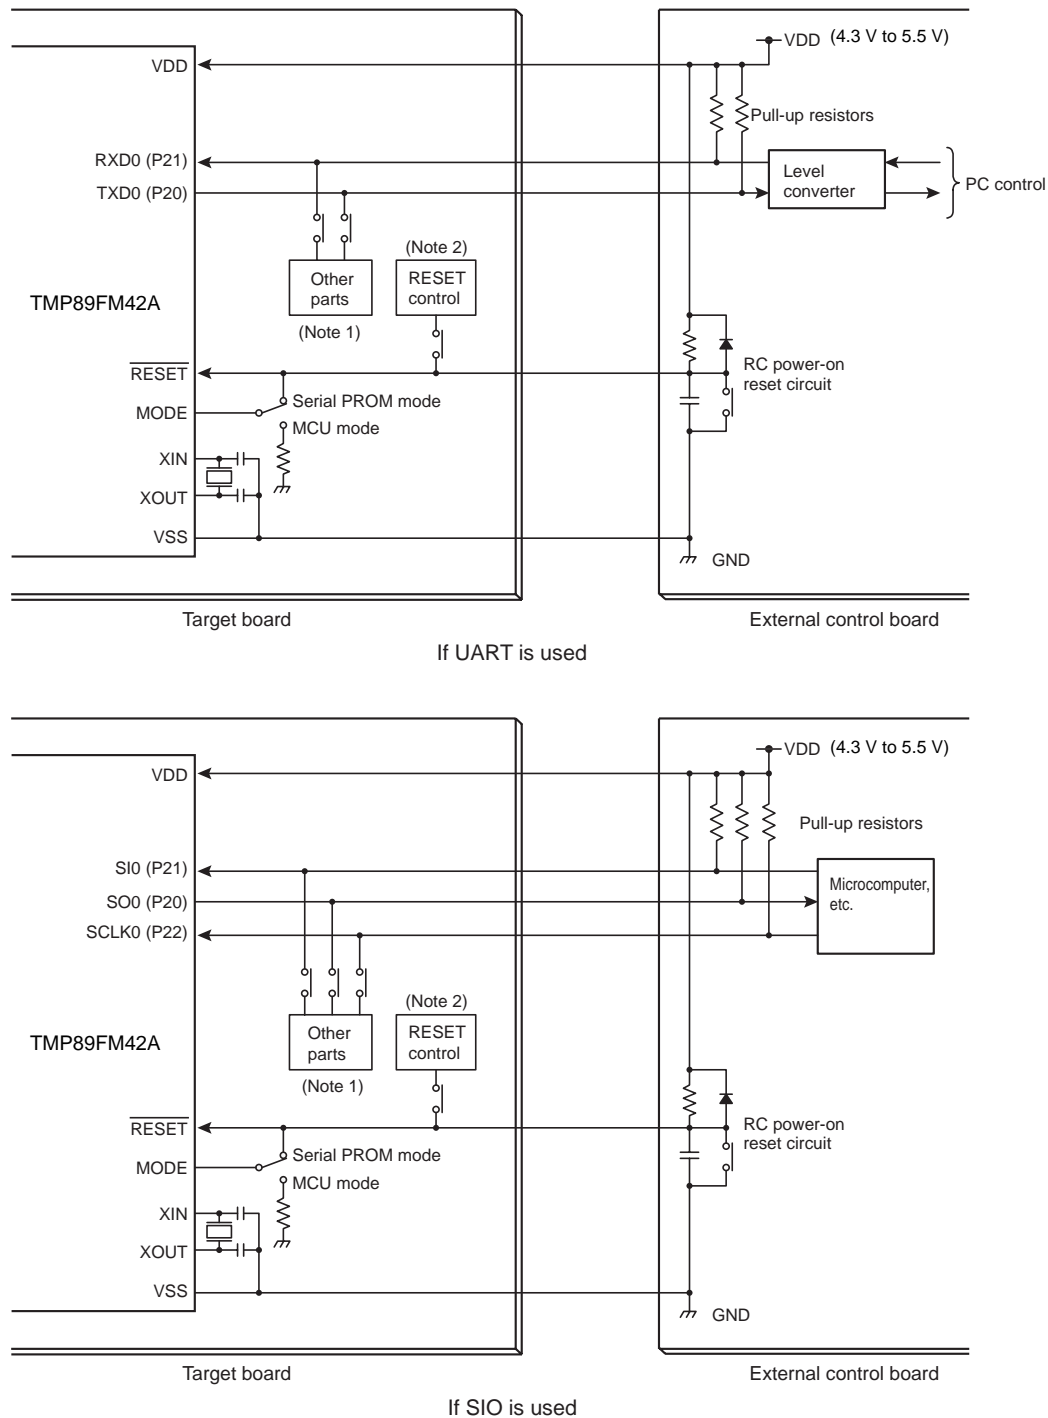 VDD (4.3 V to 5.5 V)
VDD
Pull-up resistors
RXD0 (P21)
TXD0 (P20)
Level
converter
PC control
(Note 2)
Other
parts
RESET
control
TMP89FM42A
(Note 1)
RESET
RC power-on
reset circuit
Serial PROM mode
MODE
MCU mode
XIN
XOUT
VSS
GND
Target board
External control board
If UART is used
VDD (4.3 V to 5.5 V)
VDD
Pull-up resistors
SI0 (P21)
SO0 (P20)
SCLK0 (P22)
Microcomputer,
etc.
(Note 2)
Other
parts
RESET
control
TMP89FM42A
(Note 1)
RESET
RC power-on
reset circuit
Serial PROM mode
MODE
MCU mode
XIN
XOUT
VSS
GND
Target board
External control board
If SIO is used